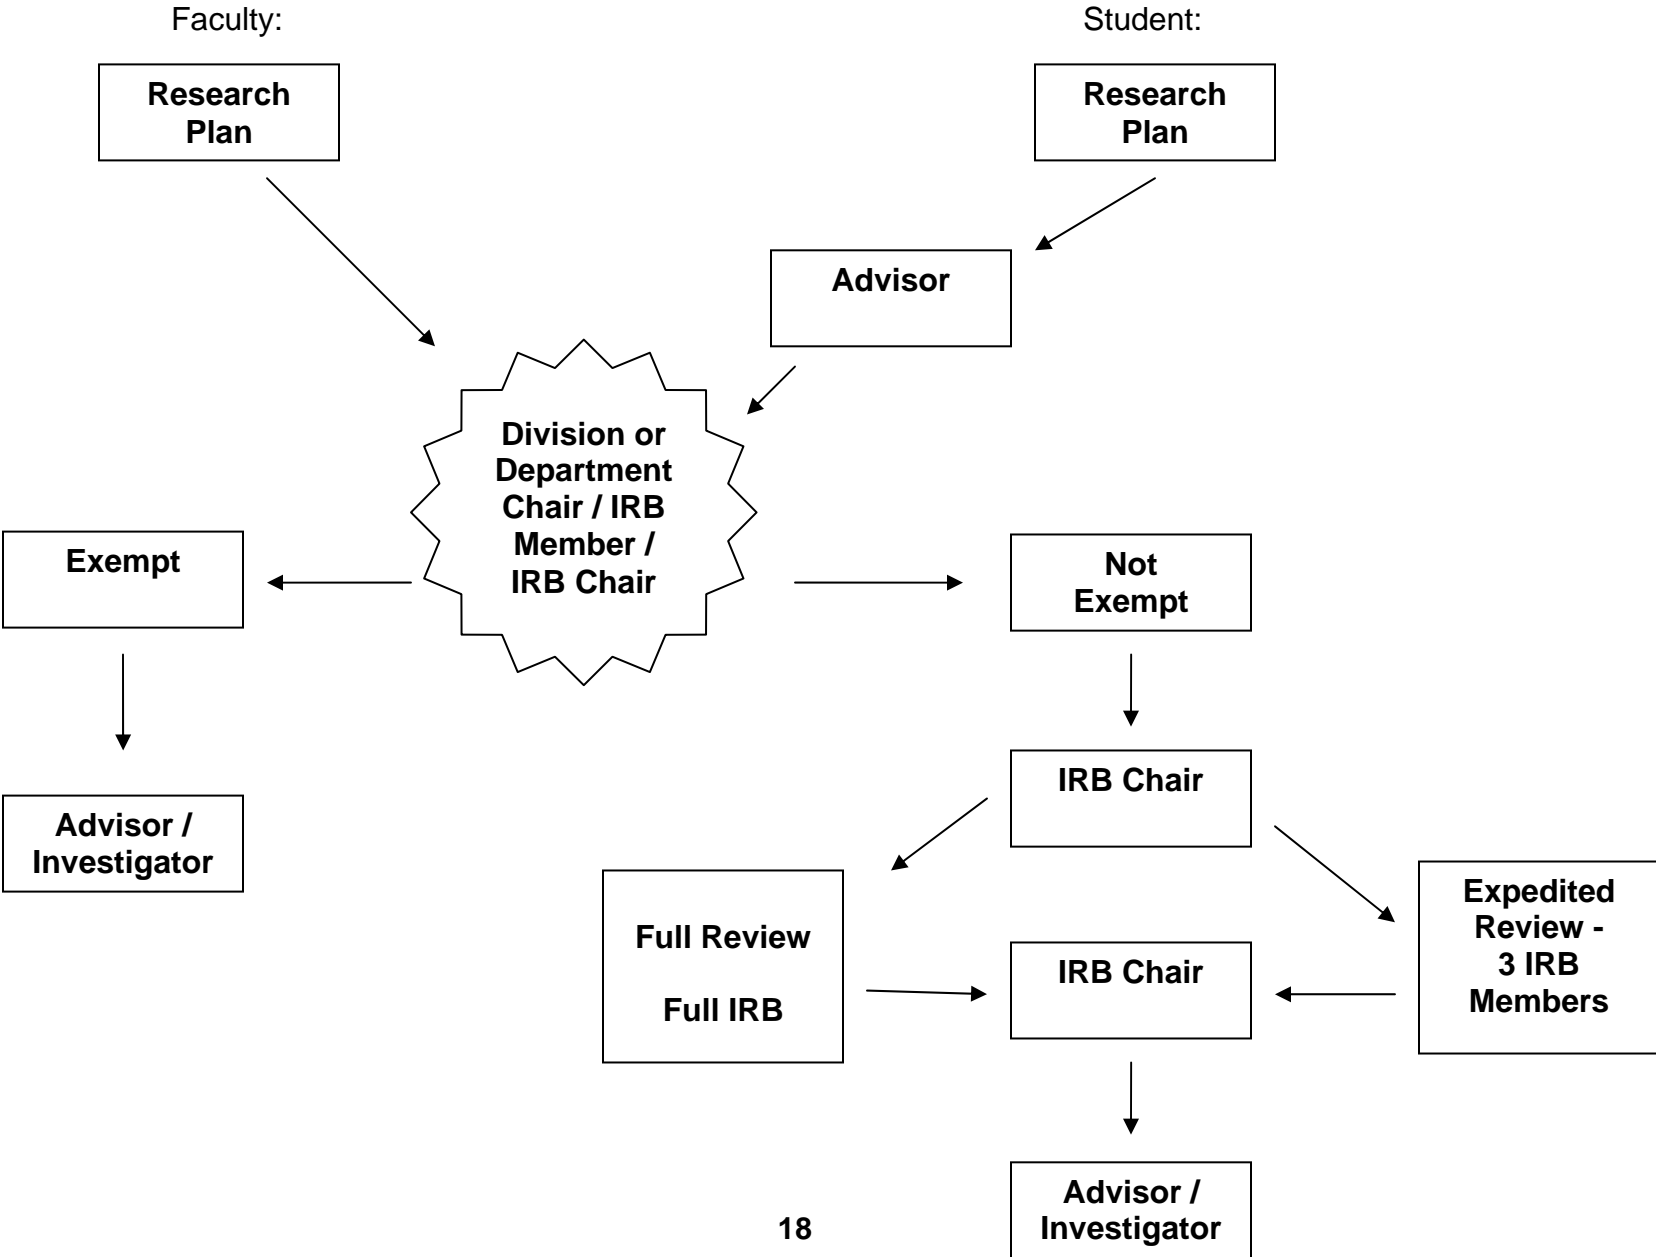 Faculty:
Student:
Research
Plan
Research
Plan
Advisor
Division or
Department
Chair / IRB
Member /
IRB Chair
Exempt
Not
Exempt
Advisor /
Investigator
IRB Chair
Full Review
Full IRB
IRB Chair
Expedited
Review -
3 IRB
Members
Advisor /
Investigator
18